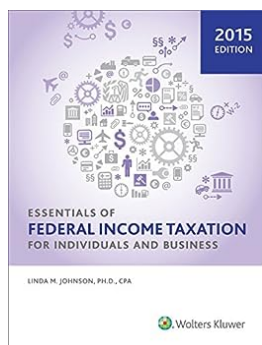 2015
EDITION
ESSENTIALS OF
FEDERAL INCOME TAXATION
FOR INDIVIDUALS AND BUSINESS
LINDA M. JOHNSON, PH.D., CPA
Wolters Kluwer